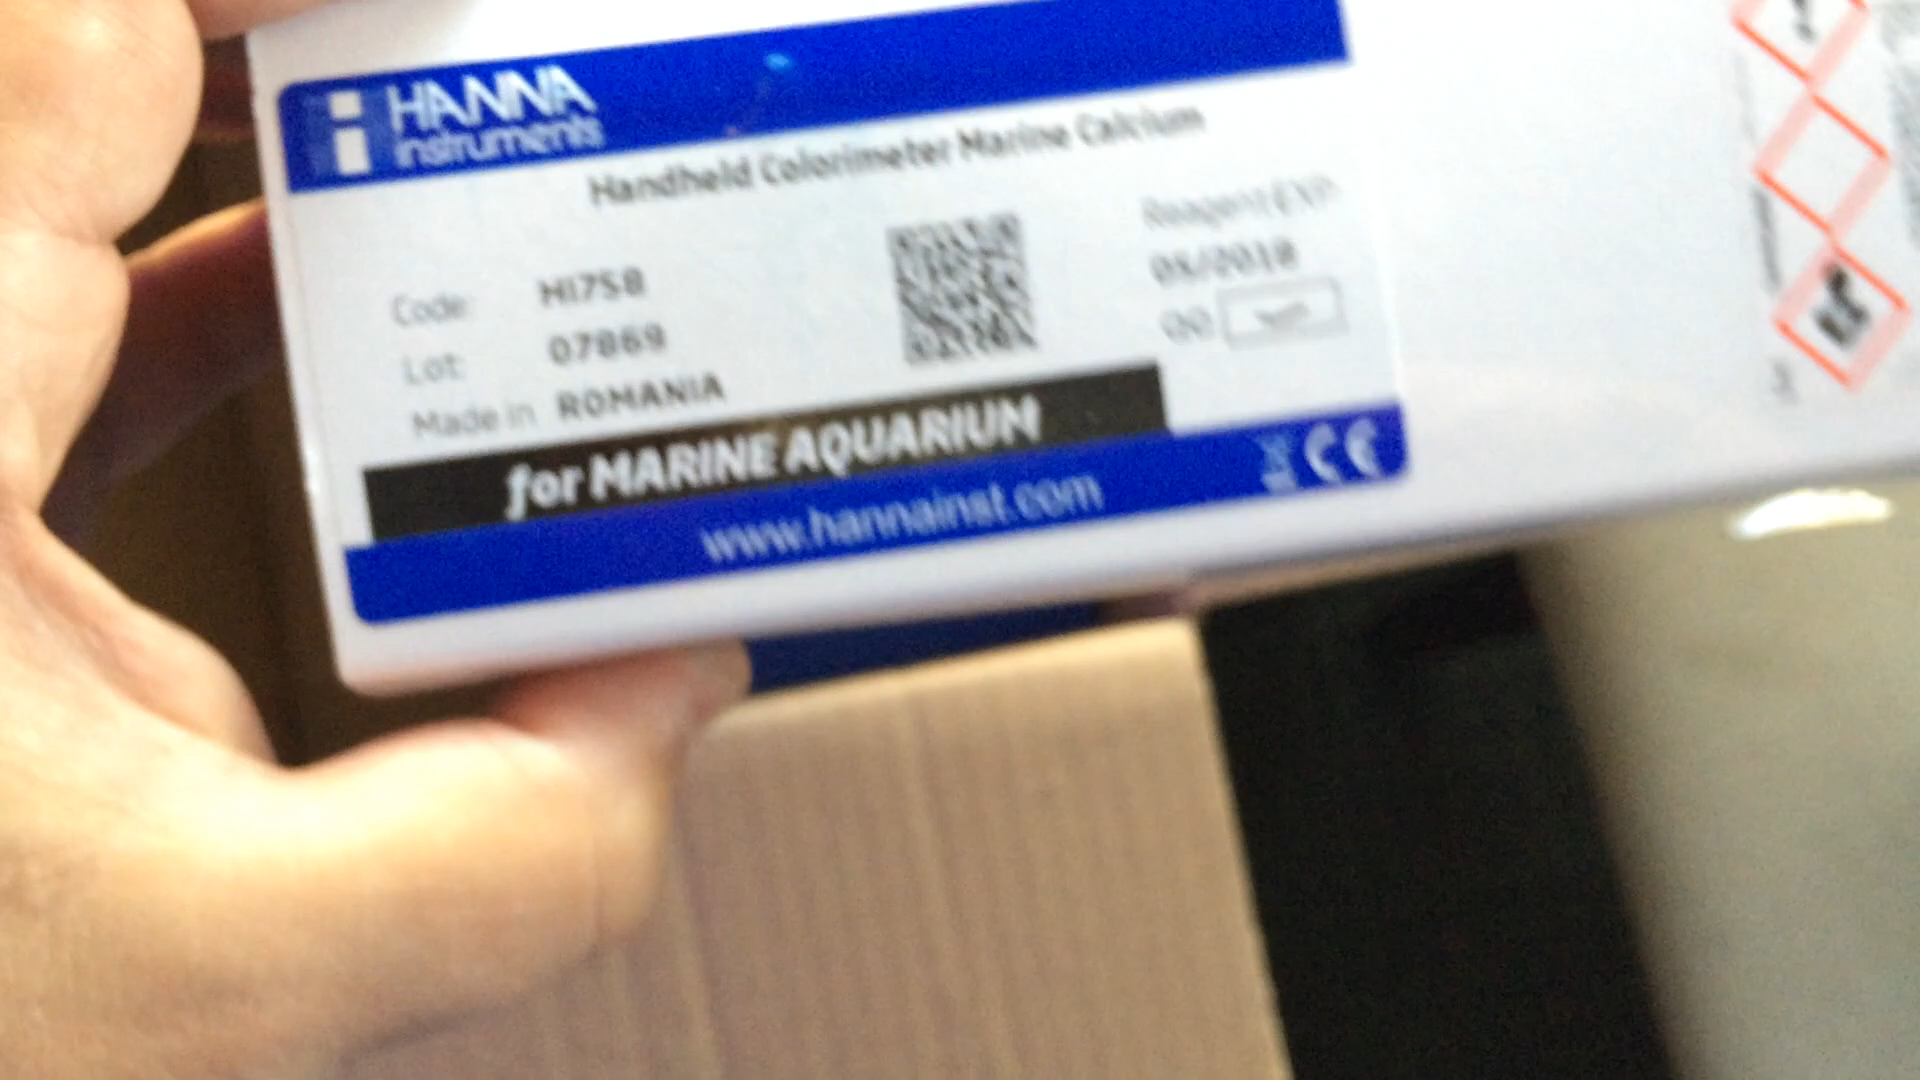 HANNA
instruments
Handheld Colorimeter Marine Calcium
Code: HI758
Lot: 07869
Made in ROMANIA
Reagent EXP.
05/2018
for MARINE AQUARIUM
www.hannainst.com
CE